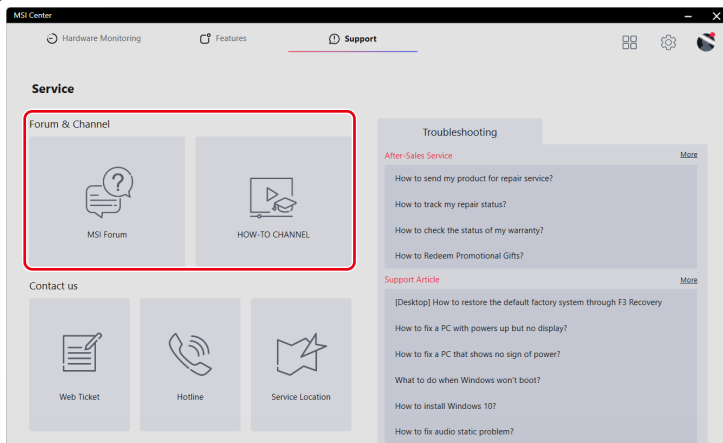 MSI Center
Hardware Monitoring
Features
Support
Service
Forum & Channel
MSI Forum
HOW-TO CHANNEL
Contact us
Web Ticket
Hotline
Service Location
Troubleshooting
After-Sales Service More
How to send my product for repair service?
How to track my repair status?
How to check the status of my warranty?
How to Redeem Promotional Gifts?
Support Article More
[Desktop] How to restore the default factory system through F3 Recovery
How to fix a PC with powers up but no display?
How to fix a PC that shows no sign of power?
What to do when Windows won't boot?
How to install Windows 10?
How to fix audio static problem?